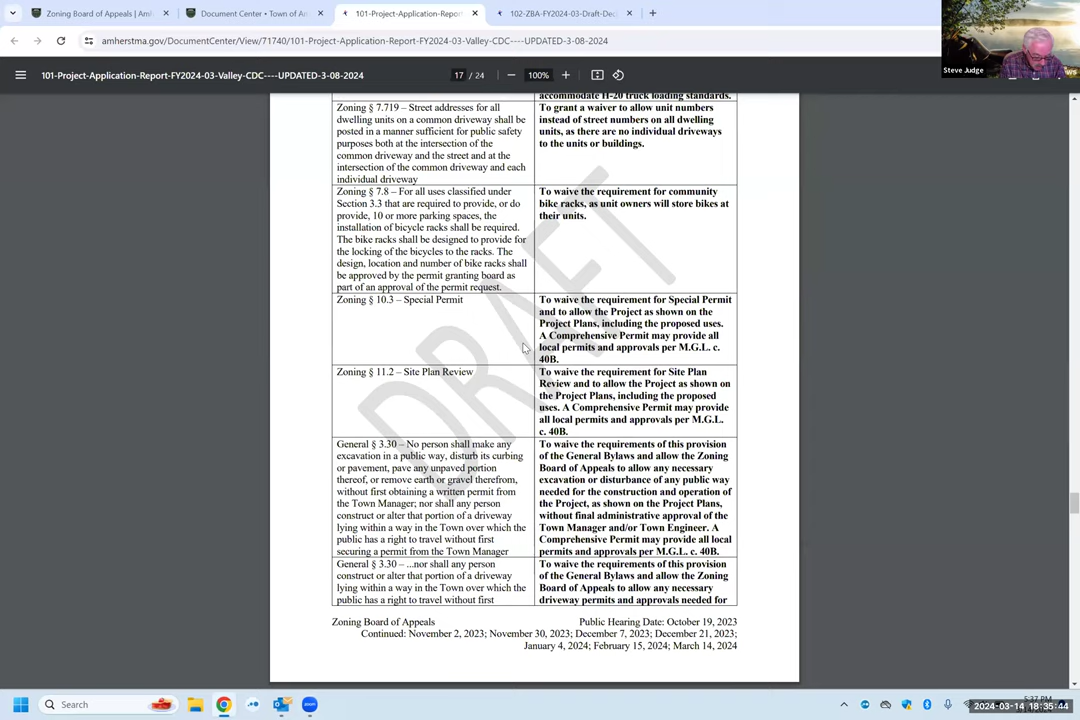 Zoning Board of Appeals | Amh
Document Center • Town of Am
101-Project-Application-Report-
102-ZBA-FY2024-03-Draft-Dec
amherstma.gov/DocumentCenter/View/71740/101-Project-Application-Report-FY2024-03-Valley-CDC----UPDATED-3-08-2024
101-Project-Application-Report-FY2024-03-Valley-CDC----UPDATED-3-08-2024
17 / 24
100%
Steve Judge
accommodate H-20 truck loading standards.
Zoning § 7.719 – Street addresses for all
dwelling units on a common driveway shall be
posted in a manner sufficient for public safety
purposes both at the intersection of the
common driveway and the street and at the
intersection of the common driveway and each
individual driveway
To grant a waiver to allow unit numbers
instead of street numbers on all dwelling
units, as there are no individual driveways
to the units or buildings.
Zoning § 7.8 – For all uses classified under
Section 3.3 that are required to provide, or do
provide, 10 or more parking spaces, the
installation of bicycle racks shall be required.
The bike racks shall be designed to provide for
the locking of the bicycles to the racks. The
design, location and number of bike racks shall
be approved by the permit granting board as
part of an approval of the permit request.
To waive the requirement for community
bike racks, as unit owners will store bikes at
their units.
Zoning § 10.3 – Special Permit
To waive the requirement for Special Permit
and to allow the Project as shown on the
Project Plans, including the proposed uses.
A Comprehensive Permit may provide all
local permits and approvals per M.G.L. c.
40B.
Zoning § 11.2 – Site Plan Review
To waive the requirement for Site Plan
Review and to allow the Project as shown on
the Project Plans, including the proposed
uses. A Comprehensive Permit may provide
all local permits and approvals per M.G.L.
c. 40B.
General § 3.30 – No person shall make any
excavation in a public way, disturb its curbing
or pavement, pave any unpaved portion
thereof, or remove earth or gravel therefrom,
without first obtaining a written permit from
the Town Manager; nor shall any person
construct or alter that portion of a driveway
lying within a way in the Town over which the
public has a right to travel without first
securing a permit from the Town Manager
To waive the requirements of this provision
of the General Bylaws and allow the Zoning
Board of Appeals to allow any necessary
excavation or disturbance of any public way
needed for the construction and operation of
the Project, as shown on the Project Plans,
without final administrative approval of the
Town Manager and/or Town Engineer. A
Comprehensive Permit may provide all local
permits and approvals per M.G.L. c. 40B.
General § 3.30 – ...nor shall any person
construct or alter that portion of a driveway
lying within a way in the Town over which the
public has a right to travel without first
To waive the requirements of this provision
of the General Bylaws and allow the Zoning
Board of Appeals to allow any necessary
driveway permits and approvals needed for
DRAFT
Zoning Board of Appeals
Public Hearing Date: October 19, 2023
Continued: November 2, 2023; November 30, 2023; December 7, 2023; December 21, 2023;
January 4, 2024; February 15, 2024; March 14, 2024
Search
2024-03-14 18:35:44